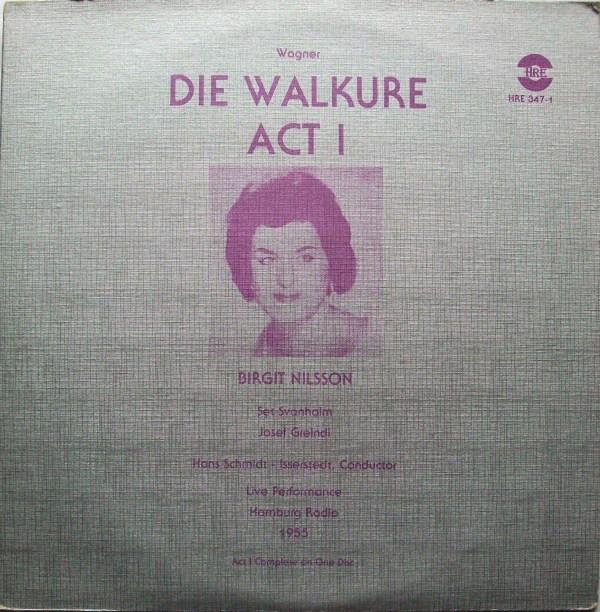 Wagner
DIE WALKURE
ACT I
HRE
HRE 347-1
BIRGIT NILSSON
Set Svanholm
Josef Greindl
Hans Schmidt - Isserstedt, Conductor
Live Performance
Hamburg Radio
1955
Act I Complete on One Disc